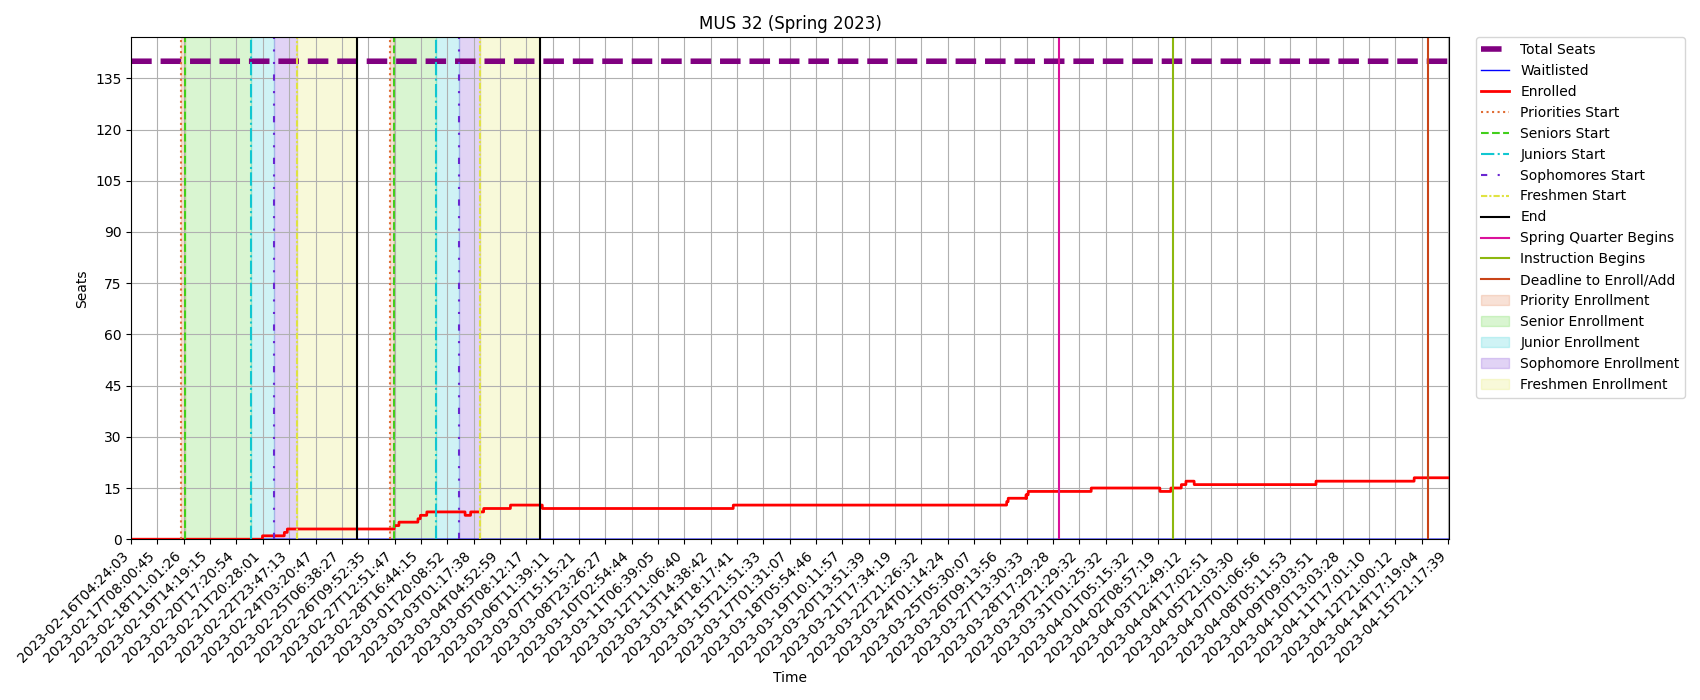 MUS 32 (Spring 2023)
Seats
135
120
105
90
75
60
45
30
15
0
2023-02-16T04:24:03
2023-02-17T08:00:45
2023-02-18T11:01:26
2023-02-19T14:19:15
2023-02-20T17:20:54
2023-02-21T20:28:01
2023-02-22T23:47:13
2023-02-24T03:20:47
2023-02-25T06:38:27
2023-02-26T09:52:35
2023-02-27T12:51:47
2023-02-28T16:44:15
2023-03-01T20:08:52
2023-03-03T01:17:38
2023-03-04T04:52:59
2023-03-05T08:12:17
2023-03-06T11:39:11
2023-03-07T15:15:21
2023-03-08T23:26:27
2023-03-10T02:54:44
2023-03-11T06:39:05
2023-03-12T11:06:40
2023-03-13T14:38:42
2023-03-14T18:17:41
2023-03-15T21:51:33
2023-03-17T01:31:07
2023-03-18T05:54:46
2023-03-19T10:11:57
2023-03-20T13:51:39
2023-03-21T17:34:19
2023-03-22T21:26:32
2023-03-24T01:14:24
2023-03-25T05:30:07
2023-03-26T09:13:56
2023-03-27T13:30:33
2023-03-28T17:29:28
2023-03-29T21:29:32
2023-03-31T01:25:32
2023-04-01T05:15:32
2023-04-02T08:57:19
2023-04-03T12:49:12
2023-04-04T17:02:51
2023-04-05T21:03:30
2023-04-07T01:06:56
2023-04-08T05:11:53
2023-04-09T09:03:51
2023-04-10T13:03:28
2023-04-11T17:01:10
2023-04-12T21:00:12
2023-04-14T17:19:04
2023-04-15T21:17:39
Time
Total Seats
Waitlisted
Enrolled
Priorities Start
Seniors Start
Juniors Start
Sophomores Start
Freshmen Start
End
Spring Quarter Begins
Instruction Begins
Deadline to Enroll/Add
Priority Enrollment
Senior Enrollment
Junior Enrollment
Sophomore Enrollment
Freshmen Enrollment